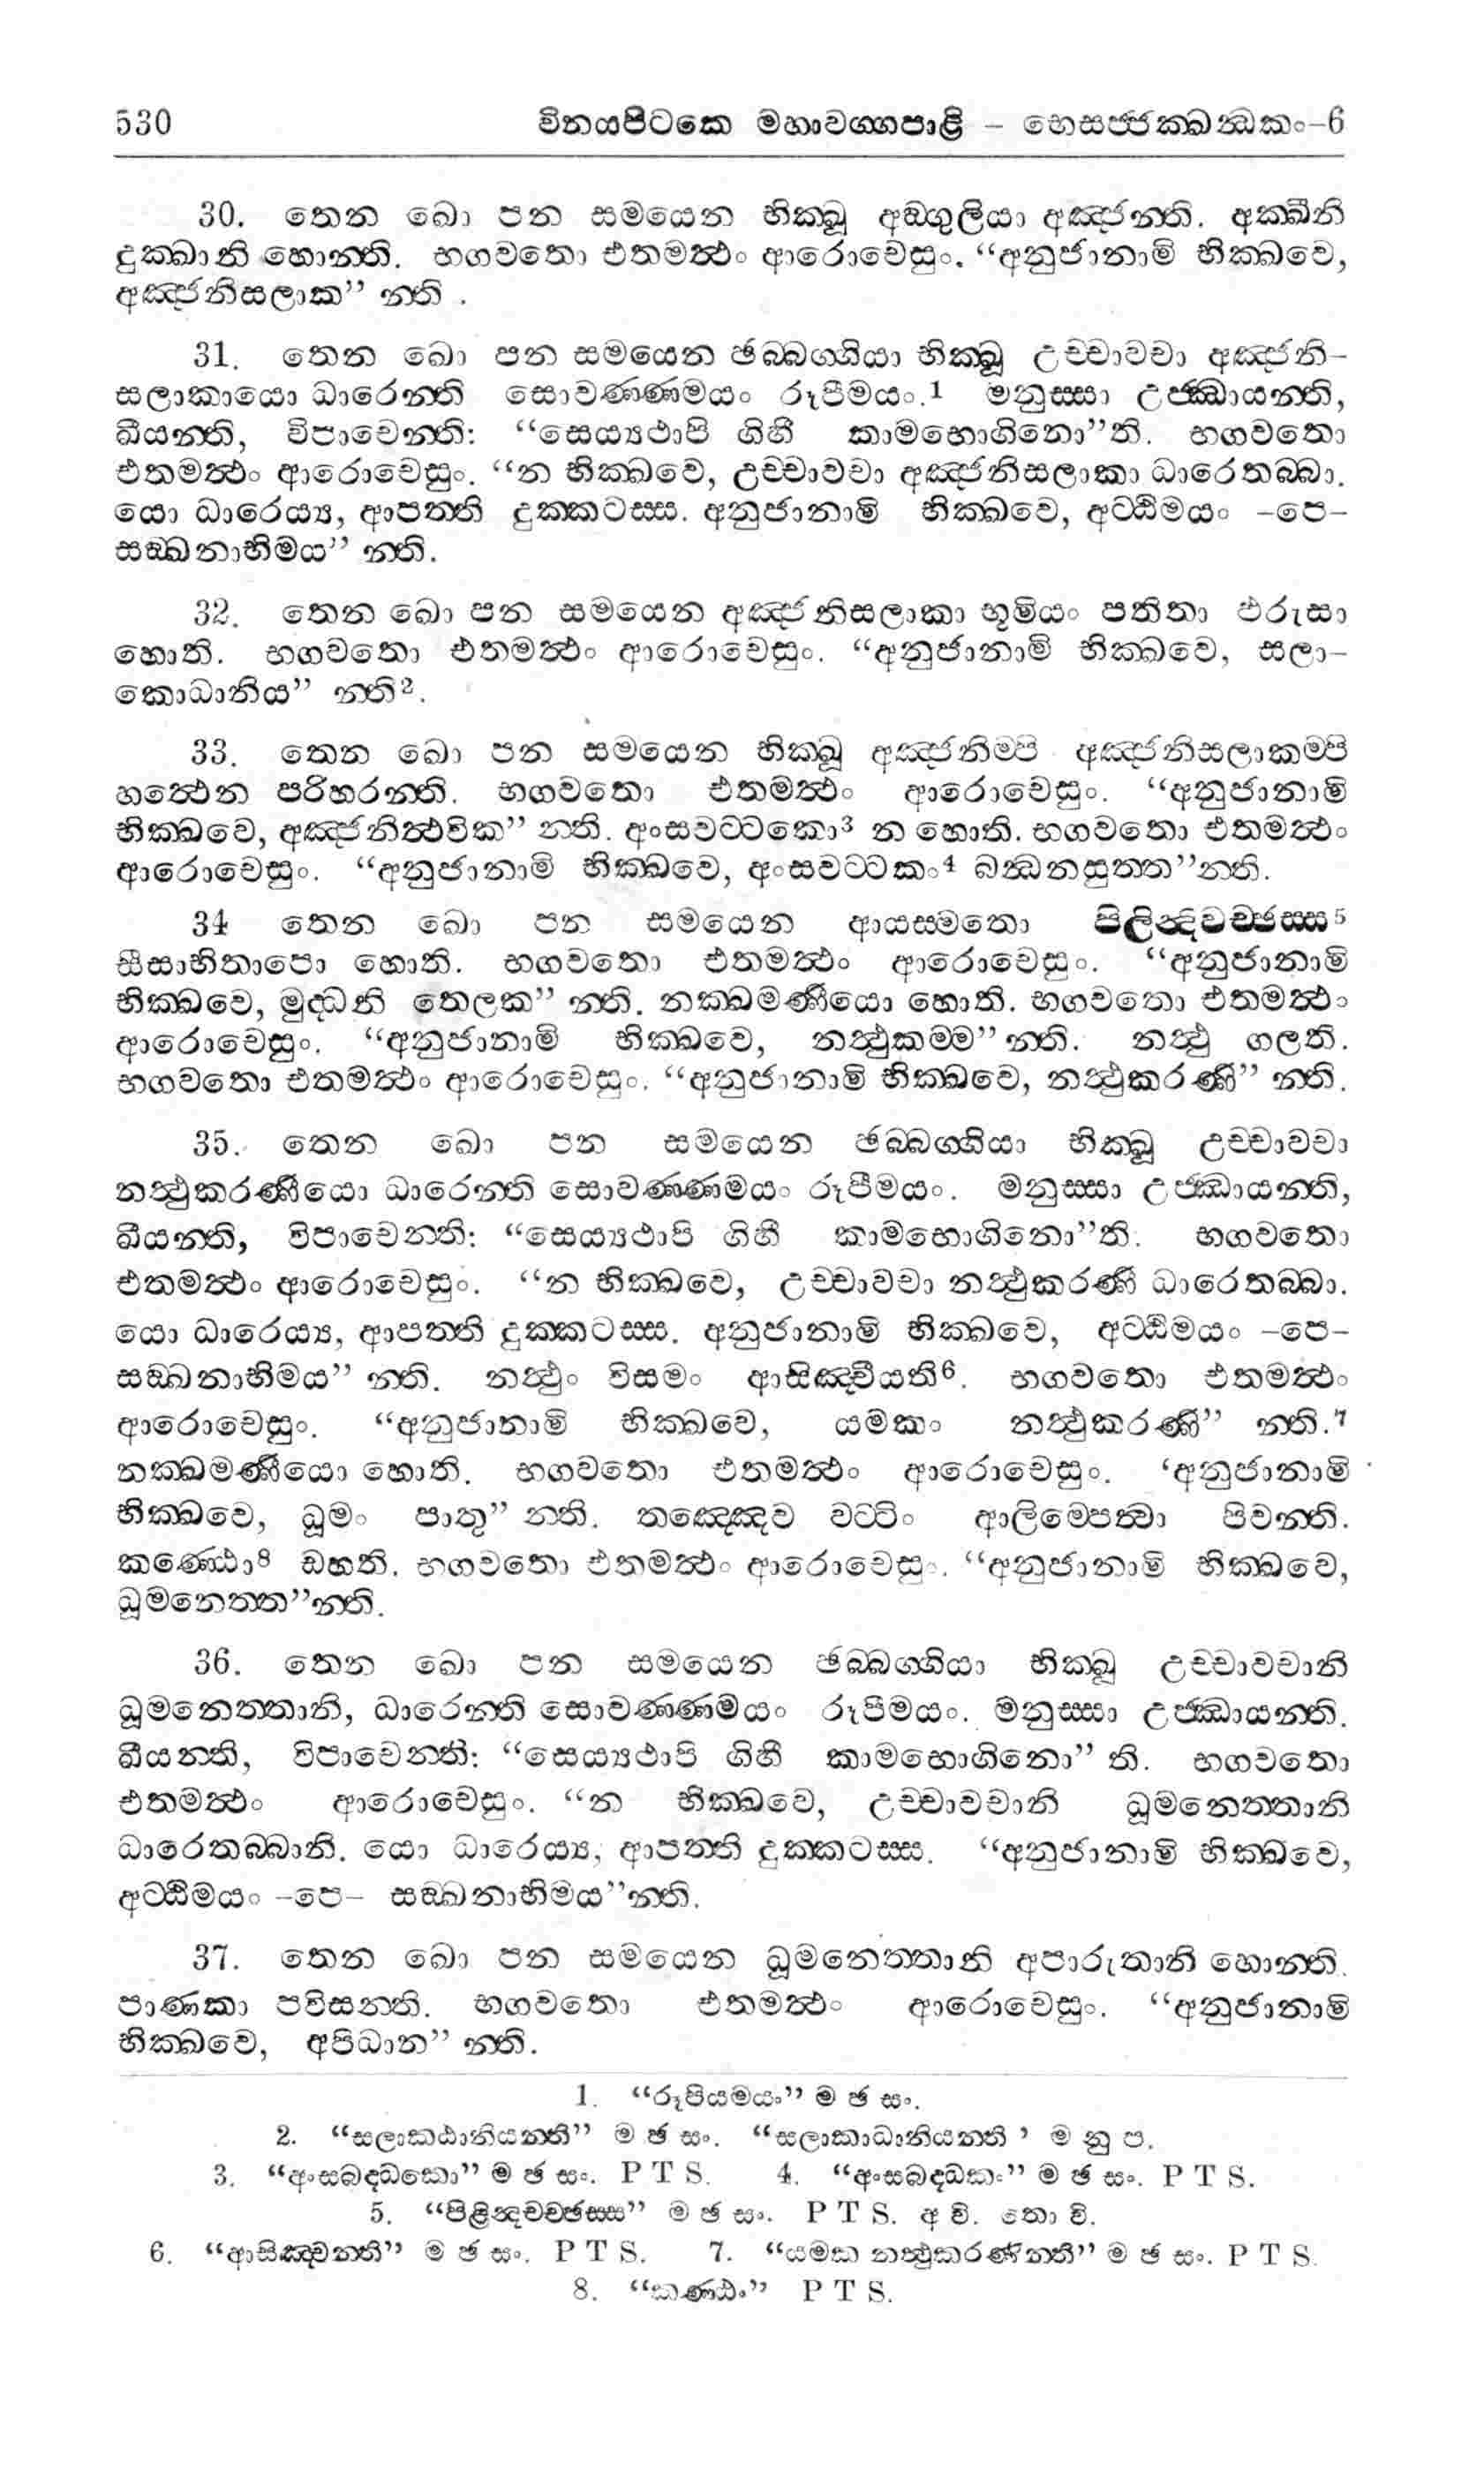 530 විනයපිටකෙ මහාවග්ගපාළි – භෙසජ්ජක්ඛන්ධකං–6
30. තෙන ඛො පන සමයෙන භික්ඛූ අඞ්ගුලියා අඤ්ජන්ති. අක්ඛීනි
දුක්ඛානි හොන්ති. භගවතො එතමත්ථං ආරොචෙසුං. “අනුජානාමි භික්ඛවෙ,
අඤ්ජනිසලාක” න්ති .
31. තෙන ඛො පන සමයෙන ඡබ්බග්ගියා භික්ඛූ උච්චාවචා අඤ්ජනි–
සලාකායො ධාරෙන්ති සොවණ්ණමයං රූපිමයං.1 මනුස්සා උජ්ඣායන්ති,
ඛීයන්ති, විපාචෙන්ති: “සෙය්‍යථාපි ගිහී කාමභොගිනො”ති. භගවතො
එතමත්ථං ආරොචෙසුං. “න භික්ඛවෙ, උච්චාවචා අඤ්ජනිසලාකා ධාරෙතබ්බා.
යො ධාරෙය්‍ය, ආපත්ති දුක්කටස්ස. අනුජානාමි භික්ඛවෙ, අට්ඨිමයං –පෙ–
සඞ්ඛනාභිමය” න්ති.
32. තෙන ඛො පන සමයෙන අඤ්ජනිසලාකා භූමියං පතිතා ඵරුසා
හොති. භගවතො එතමත්ථං ආරොචෙසුං. “අනුජානාමි භික්ඛවෙ, සලා–
කොධානිය” න්ති2.
33. තෙන ඛො පන සමයෙන භික්ඛූ අඤ්ජනිම්පි අඤ්ජනිසලාකම්පි
හත්ථෙන පරිහරන්ති. භගවතො එතමත්ථං ආරොචෙසුං. “අනුජානාමි
භික්ඛවෙ, අඤ්ජනිත්ථවික” න්ති. අංසවට්ටකො3 න හොති. භගවතො එතමත්ථං
ආරොචෙසුං. “අනුජානාමි භික්ඛවෙ, අංසවට්ටකං4 බන්ධනසුත්ත”න්ති.
34 තෙන ඛො පන සමයෙන ආයස්මතො පිලින්දිවච්ඡස්ස5
සීසාභිතාපො හොති. භගවතො එතමත්ථං ආරොචෙසුං. “අනුජානාමි
භික්ඛවෙ, මුද්ධනි තෙලක” න්ති. නක්ඛමණීයො හොති. භගවතො එතමත්ථං
ආරොචෙසුං. “අනුජානාමි භික්ඛවෙ, නත්ථුකම්ම” න්ති. නත්ථු ගලති.
භගවතො එතමත්ථං ආරොචෙසුං. “අනුජානාමි භික්ඛවෙ, නත්ථුකරණි” න්ති.
35. තෙන ඛො පන සමයෙන ඡබ්බග්ගියා භික්ඛූ උච්චාවචා
නත්ථුකරණියො ධාරෙන්ති සොවණ්ණමයං රූපිමයං. මනුස්සා උජ්ඣායන්ති,
ඛීයන්ති, විපාචෙන්ති: “සෙය්‍යථාපි ගිහී කාමභොගිනො”ති. භගවතො
එතමත්ථං ආරොචෙසුං. “න භික්ඛවෙ, උච්චාවචා නත්ථුකරණී ධාරෙතබ්බා.
යො ධාරෙය්‍ය, ආපත්ති දුක්කටස්ස. අනුජානාමි භික්ඛවෙ, අට්ඨිමයං –පෙ–
සඞ්ඛනාභිමය” න්ති. නත්ථුං විසමං ආසිඤ්චීයති6. භගවතො එතමත්ථං
ආරොචෙසුං. “අනුජානාමි භික්ඛවෙ, යමකං නත්ථුකරණි” න්ති.7
නක්ඛමණීයො හොති. භගවතො එතමත්ථං ආරොචෙසුං. ‘අනුජානාමි
භික්ඛවෙ, ධූමං පාතු” න්ති. තඤ්ඤෙව වට්ටිං ආලිම්පෙත්වා පිවන්ති.
කණ්ඨො8 ඩහති. භගවතො එතමත්ථං ආරොචෙසුං. “අනුජානාමි භික්ඛවෙ,
ධූමනෙත්ත”න්ති.
36. තෙන ඛො පන සමයෙන ඡබ්බග්ගියා භික්ඛූ උච්චාවචානි
ධූමනෙත්තානි, ධාරෙන්ති සොවණ්ණමයං රූපිමයං. මනුස්සා උජ්ඣායන්ති.
ඛීයන්ති, විපාචෙන්ති: “සෙය්‍යථාපි ගිහී කාමභොගිනො” ති. භගවතො
එතමත්ථං ආරොචෙසුං. “න භික්ඛවෙ, උච්චාවචානි ධූමනෙත්තානි
ධාරෙතබ්බානි. යො ධාරෙය්‍ය, ආපත්ති දුක්කටස්ස. “අනුජානාමි භික්ඛවෙ,
අට්ඨිමයං –පෙ– සඞ්ඛනාභිමය”න්ති.
37. තෙන ඛො පන සමයෙන ධූමනෙත්තානි අපාරුතානි හොන්ති.
පාණකා පවිසන්ති. භගවතො එතමත්ථං ආරොචෙසුං. “අනුජානාමි
භික්ඛවෙ, අපිධාන” න්ති.
1. “රූපියමයං” ම ඡ සං.
2. “සලාකඨානියන්ති” ම ඡ සං. “සලාකාධානියන්ති ’ ම නු ප.
3. “අංසබද්ධකො” ම ඡ සං. P T S. 4. “අංසබද්ධකං” ම ඡ සං. P T S.
5. “පිළින්දවච්ඡස්ස” ම ඡ සං. P T S. අ වි. තො වි.
6. “ආසිඤ්චන්ති” ම ඡ සං. P T S. 7. “යමක නත්ථුකරණින්ති” ම ඡ සං. P T S.
8. “කණ්ඨං” P T S.